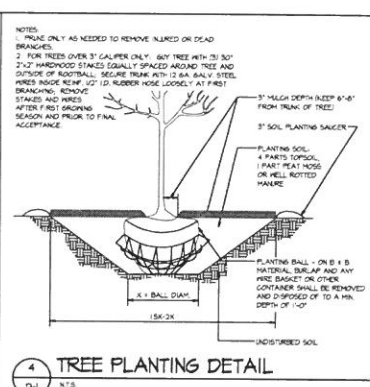 NOTES:
1. PRUNE ONLY AS NEEDED TO REMOVE INJURED OR DEAD
BRANCHES.
2. FOR TREES OVER 3" CALIPER ONLY: GUY TREE WITH (3) 30"
2"x2" HARDWOOD STAKES EQUALLY SPACED AROUND TREE AND
OUTSIDE OF ROOTBALL. SECURE TRUNK WITH 12 GA. GALV. STEEL
WIRES INSIDE REINF. 1/2" I.D. RUBBER HOSE LOOSELY AT FIRST
BRANCHING. REMOVE
STAKES AND WIRES
AFTER FIRST GROWING
SEASON AND PRIOR TO FINAL
ACCEPTANCE.
3" MULCH DEPTH (KEEP 6"-8"
FROM TRUNK OF TREE)
3" SOIL PLANTING SAUCER
PLANTING SOIL:
4 PARTS TOPSOIL,
1 PART PEAT MOSS
OR WELL ROTTED
MANURE
PLANTING BALL - ON B & B
MATERIAL, BURLAP AND ANY
WIRE BASKET OR OTHER
CONTAINER SHALL BE REMOVED
AND DISPOSED OF TO A MIN.
DEPTH OF 1'-0"
X = BALL DIAM.
1.5X-2X
UNDISTURBED SOIL
4 TREE PLANTING DETAIL
N.T.S.